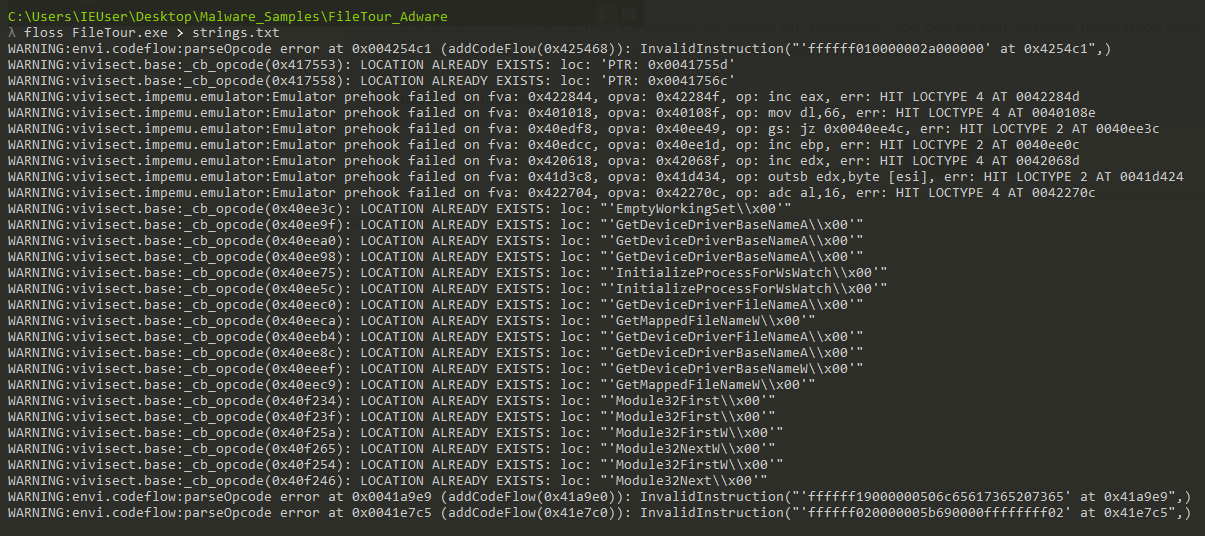 C:\Users\IEUser\Desktop\Malware_Samples\FileTour_Adware
λ floss FileTour.exe > strings.txt
WARNING:envi.codeflow:parseOpcode error at 0x004254c1 (addCodeFlow(0x425468)): InvalidInstruction("'ffffff010000002a000000' at 0x4254c1",)
WARNING:vivisect.base:_cb_opcode(0x417553): LOCATION ALREADY EXISTS: loc: 'PTR: 0x0041755d'
WARNING:vivisect.base:_cb_opcode(0x417558): LOCATION ALREADY EXISTS: loc: 'PTR: 0x0041756c'
WARNING:vivisect.impemu.emulator:Emulator prehook failed on fva: 0x422844, opva: 0x42284f, op: inc eax, err: HIT LOCTYPE 4 AT 0042284d
WARNING:vivisect.impemu.emulator:Emulator prehook failed on fva: 0x401018, opva: 0x40108f, op: mov dl,66, err: HIT LOCTYPE 4 AT 0040108e
WARNING:vivisect.impemu.emulator:Emulator prehook failed on fva: 0x40edf8, opva: 0x40ee49, op: gs: jz 0x0040ee4c, err: HIT LOCTYPE 2 AT 0040ee3c
WARNING:vivisect.impemu.emulator:Emulator prehook failed on fva: 0x40edcc, opva: 0x40ee1d, op: inc ebp, err: HIT LOCTYPE 2 AT 0040ee0c
WARNING:vivisect.impemu.emulator:Emulator prehook failed on fva: 0x420618, opva: 0x42068f, op: inc edx, err: HIT LOCTYPE 4 AT 0042068d
WARNING:vivisect.impemu.emulator:Emulator prehook failed on fva: 0x41d3c8, opva: 0x41d434, op: outsb edx,byte [esi], err: HIT LOCTYPE 2 AT 0041d424
WARNING:vivisect.impemu.emulator:Emulator prehook failed on fva: 0x422704, opva: 0x42270c, op: adc al,16, err: HIT LOCTYPE 4 AT 0042270c
WARNING:vivisect.base:_cb_opcode(0x40ee3c): LOCATION ALREADY EXISTS: loc: "'EmptyWorkingSet\\x00'"
WARNING:vivisect.base:_cb_opcode(0x40ee9f): LOCATION ALREADY EXISTS: loc: "'GetDeviceDriverBaseNameA\\x00'"
WARNING:vivisect.base:_cb_opcode(0x40eea0): LOCATION ALREADY EXISTS: loc: "'GetDeviceDriverBaseNameA\\x00'"
WARNING:vivisect.base:_cb_opcode(0x40ee98): LOCATION ALREADY EXISTS: loc: "'GetDeviceDriverBaseNameA\\x00'"
WARNING:vivisect.base:_cb_opcode(0x40ee75): LOCATION ALREADY EXISTS: loc: "'InitializeProcessForWsWatch\\x00'"
WARNING:vivisect.base:_cb_opcode(0x40ee5c): LOCATION ALREADY EXISTS: loc: "'InitializeProcessForWsWatch\\x00'"
WARNING:vivisect.base:_cb_opcode(0x40eec0): LOCATION ALREADY EXISTS: loc: "'GetDeviceDriverFileNameA\\x00'"
WARNING:vivisect.base:_cb_opcode(0x40eeca): LOCATION ALREADY EXISTS: loc: "'GetMappedFileNameW\\x00'"
WARNING:vivisect.base:_cb_opcode(0x40eeb4): LOCATION ALREADY EXISTS: loc: "'GetDeviceDriverFileNameA\\x00'"
WARNING:vivisect.base:_cb_opcode(0x40ee8c): LOCATION ALREADY EXISTS: loc: "'GetDeviceDriverBaseNameA\\x00'"
WARNING:vivisect.base:_cb_opcode(0x40eeef): LOCATION ALREADY EXISTS: loc: "'GetDeviceDriverBaseNameW\\x00'"
WARNING:vivisect.base:_cb_opcode(0x40eec9): LOCATION ALREADY EXISTS: loc: "'GetMappedFileNameW\\x00'"
WARNING:vivisect.base:_cb_opcode(0x40f234): LOCATION ALREADY EXISTS: loc: "'Module32First\\x00'"
WARNING:vivisect.base:_cb_opcode(0x40f23f): LOCATION ALREADY EXISTS: loc: "'Module32First\\x00'"
WARNING:vivisect.base:_cb_opcode(0x40f25a): LOCATION ALREADY EXISTS: loc: "'Module32FirstW\\x00'"
WARNING:vivisect.base:_cb_opcode(0x40f265): LOCATION ALREADY EXISTS: loc: "'Module32NextW\\x00'"
WARNING:vivisect.base:_cb_opcode(0x40f254): LOCATION ALREADY EXISTS: loc: "'Module32FirstW\\x00'"
WARNING:vivisect.base:_cb_opcode(0x40f246): LOCATION ALREADY EXISTS: loc: "'Module32Next\\x00'"
WARNING:envi.codeflow:parseOpcode error at 0x0041a9e9 (addCodeFlow(0x41a9e0)): InvalidInstruction("'ffffff19000000506c65617365207365' at 0x41a9e9",)
WARNING:envi.codeflow:parseOpcode error at 0x0041e7c5 (addCodeFlow(0x41e7c0)): InvalidInstruction("'ffffff020000005b690000ffffffff02' at 0x41e7c5",)